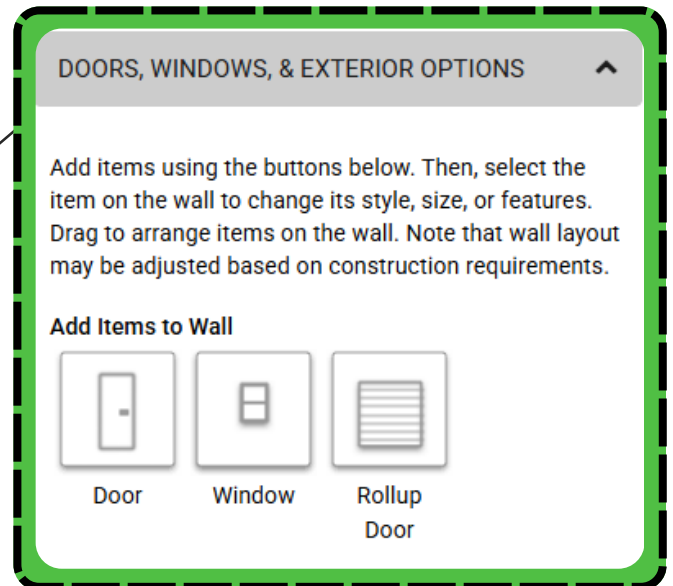 DOORS, WINDOWS, & EXTERIOR OPTIONS
Add items using the buttons below. Then, select the
item on the wall to change its style, size, or features.
Drag to arrange items on the wall. Note that wall layout
may be adjusted based on construction requirements.
Add Items to Wall
Door
Window
Rollup
Door